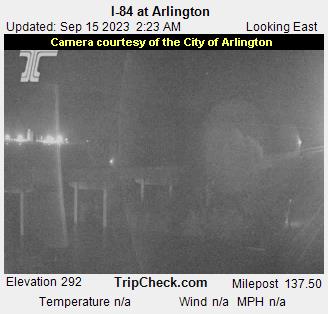 I-84 at Arlington
Updated: Sep 15 2023 2:23 AM Looking East
Camera courtesy of the City of Arlington
Elevation 292 TripCheck.com Milepost 137.50
Temperature n/a Wind n/a MPH n/a